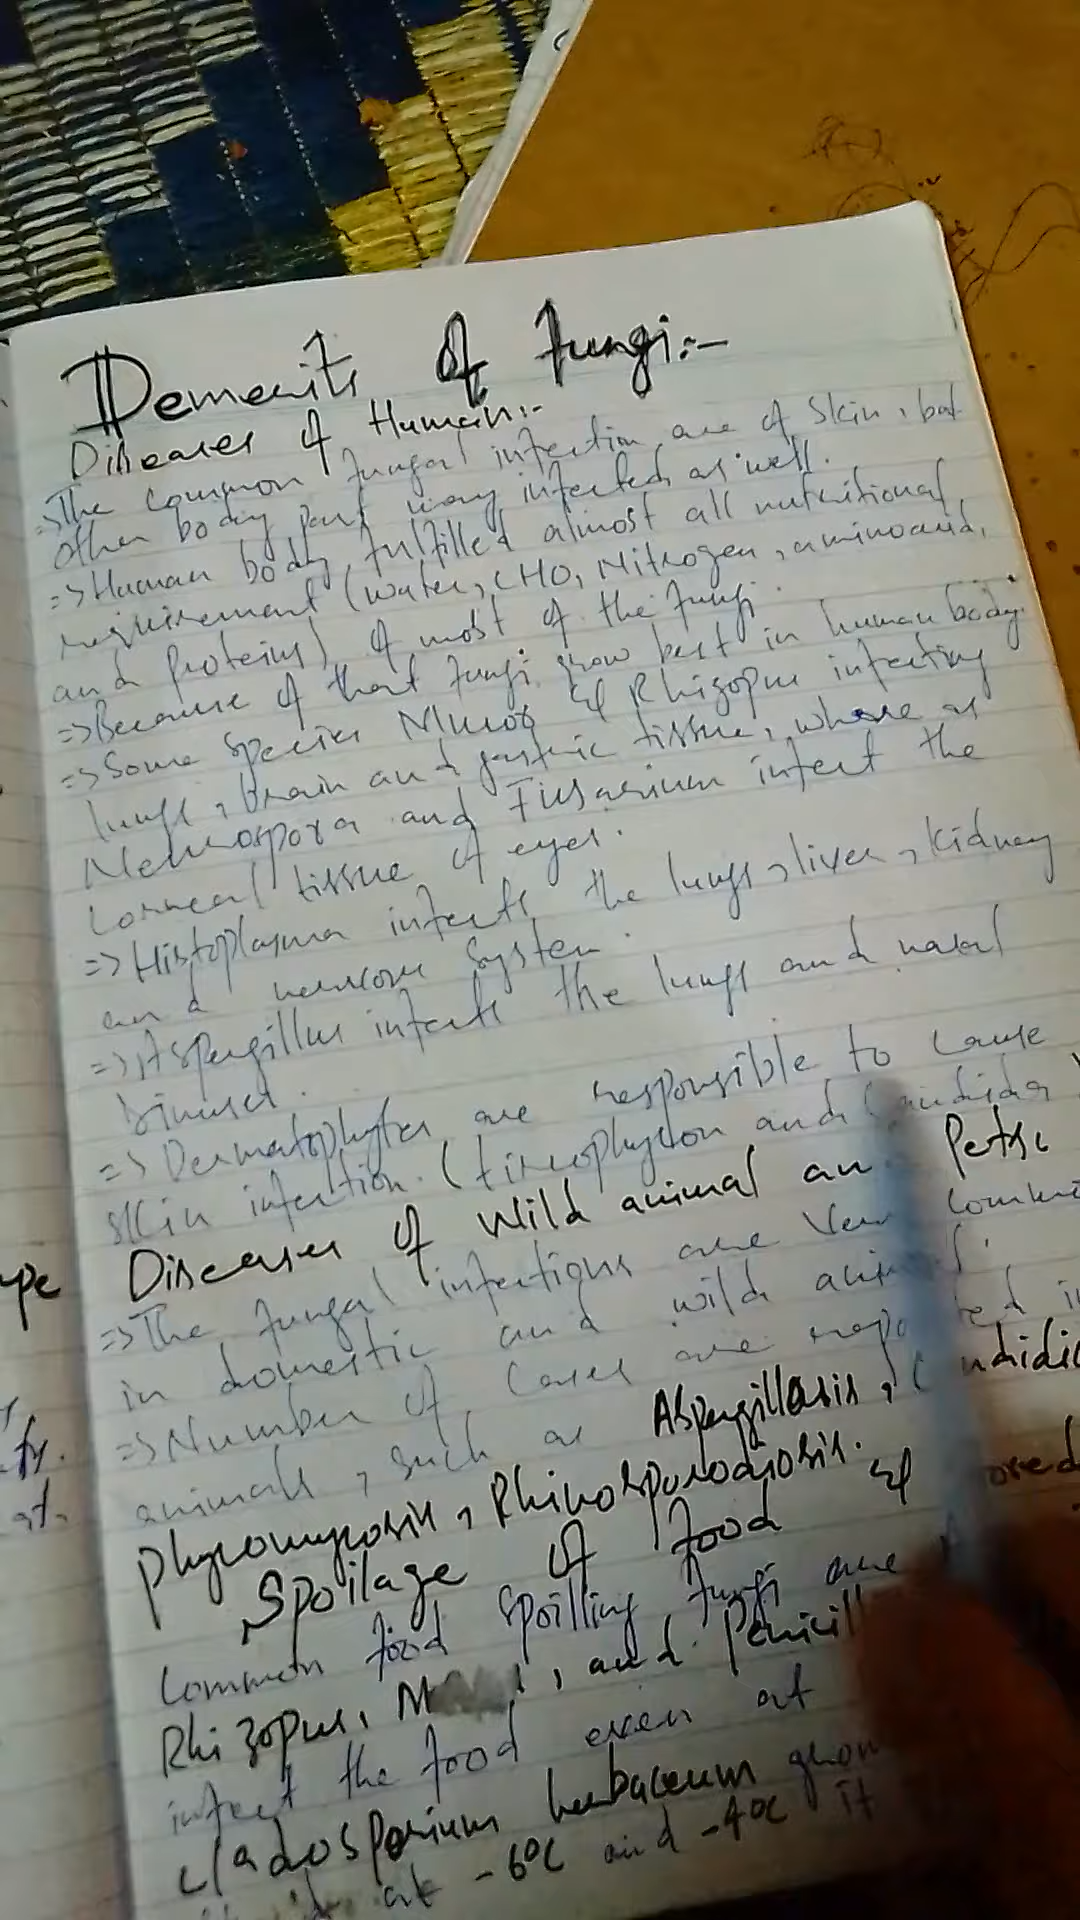 Demerits of fungi:-
Diseases of Human:-
=> The common fungal infection are of Skin, but
other body part may infected as well.
=> Human body fulfilled almost all nutritional
requirement (water, CHO, Nitrogen, aminoacid,
and proteins) of most of the fungi.
=> Because of that fungi grow best in human body.
=> Some species Mucor & Rhizopus infecting
lungs, brain and gastric tissue, where as
and Fusarium infect the
corneal tissue of eyes.
=> Histoplasma infects the lungs, liver, kidney
and nervous system.
=> Aspergillus infects the lungs and nasal
sinuses.
=> Dermatophytes are responsible to cause
skin infection. ( and
Diseases of Wild animal an Pets:
=> The fungal infections are Very
in domestic and wild
=> Number of Cases are
animals, such as Aspergillosis,
Phycomycosis, Rhinosporodiosis.
Spoilage of food &
Common food spoiling fungi are
Rhizopus, and
infect the food even at
Cladosporium herbaceum
at -6°C and -4°C it